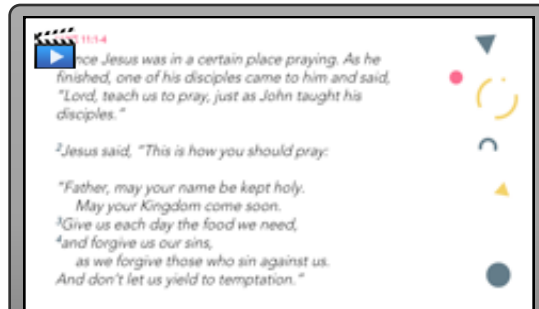 11:1-4
nce Jesus was in a certain place praying. As he
finished, one of his disciples came to him and said,
"Lord, teach us to pray, just as John taught his
disciples."
²Jesus said, "This is how you should pray:
"Father, may your name be kept holy.
May your Kingdom come soon.
³Give us each day the food we need,
⁴and forgive us our sins,
as we forgive those who sin against us.
And don't let us yield to temptation."